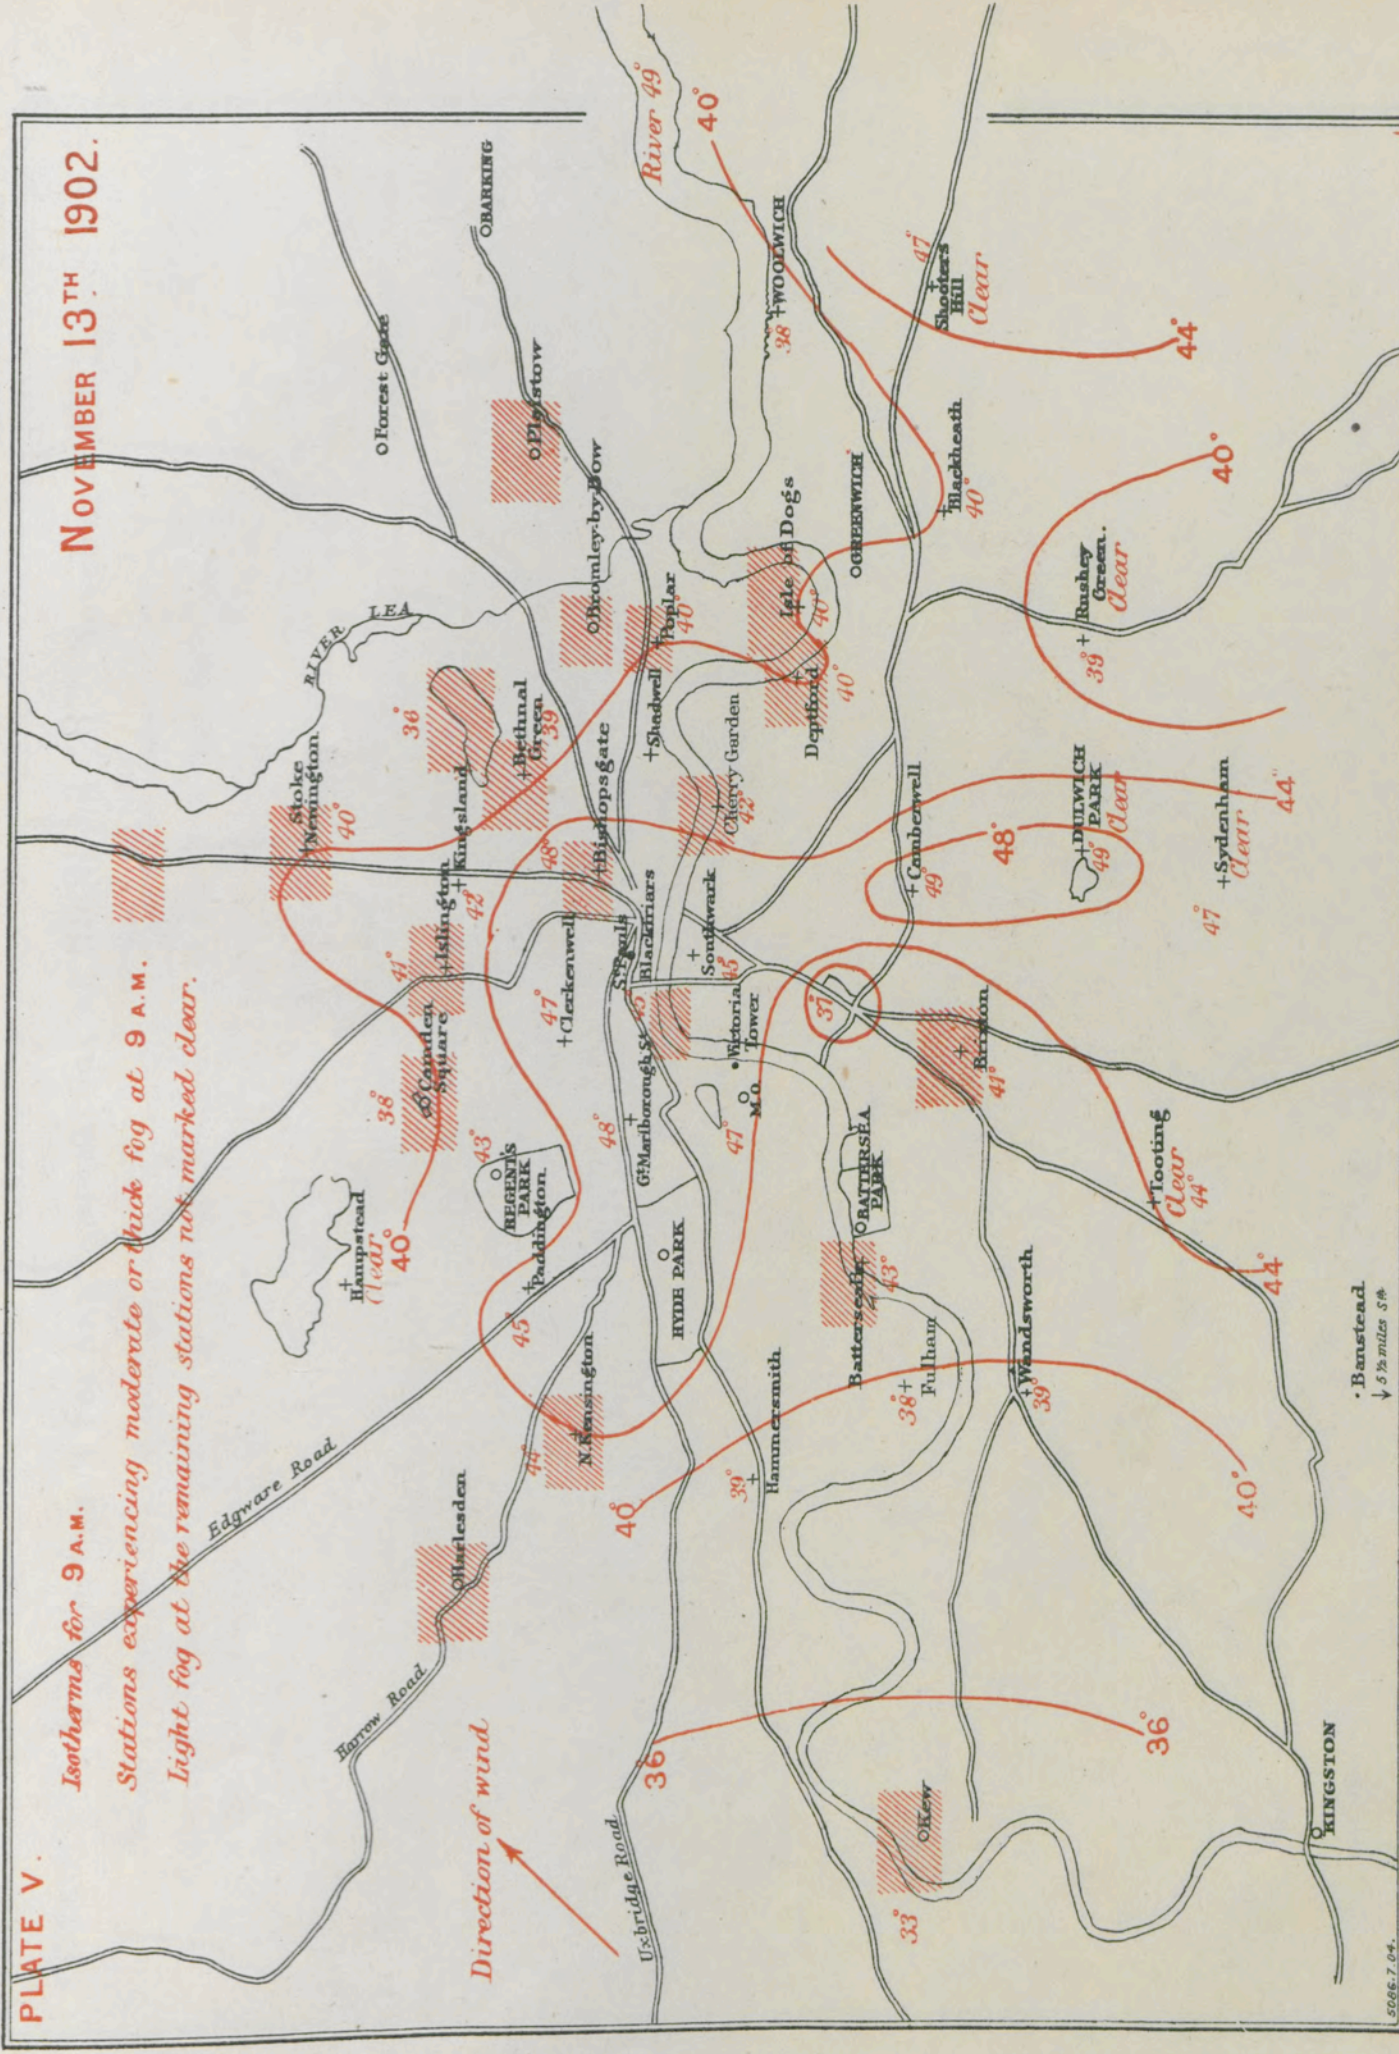 PLATE V.
NOVEMBER 13TH 1902.
Isotherms for 9 A.M.
Stations experiencing moderate or thick fog at 9 A.M.
Light fog at the remaining stations not marked clear.
Edgware Road
Harrow Road
Direction of wind
Uxbridge Road
RIVER LEA
Forest Gate
BARKING
Plaistow
Bromley-by-Bow
Stoke
Newington
40°
36°
Kingsland
42°
Bethnal
Green
39
Islington
41°
Camden
Square
38°
Hampstead
Clear
40°
REGENT'S
PARK
43°
Paddington
45°
Harlesden
N. Kensington
44°
Clerkenwell
47°
48°
Bishopsgate
Shadwell
Poplar
40°
St Pauls
Blackfriars
45°
Gt Marlborough St
48°
HYDE PARK
40°
36°
Cherry Garden
42°
Southwark
45°
Victoria
Tower
M.O.
47°
Hammersmith
39°
Isle of Dogs
40°
Deptford
40°
GREENWICH
WOOLWICH
38°
River 49°
40°
Shooters
Hill
47°
Clear
44°
Blackheath
40°
40°
Rushey
Green.
Clear
39°
37°
BATTERSEA
PARK
Battersea
43°
Fulham
38°
Kew
33°
Camberwell
49°
48°
Brixton
41°
DULWICH
PARK
49°
Clear
Sydenham
Clear
47°
44°
Tooting
Clear
44°
44°
Wandsworth
39°
40°
36°
KINGSTON
Banstead
↓ 5½ miles Sth
5086.7.04.